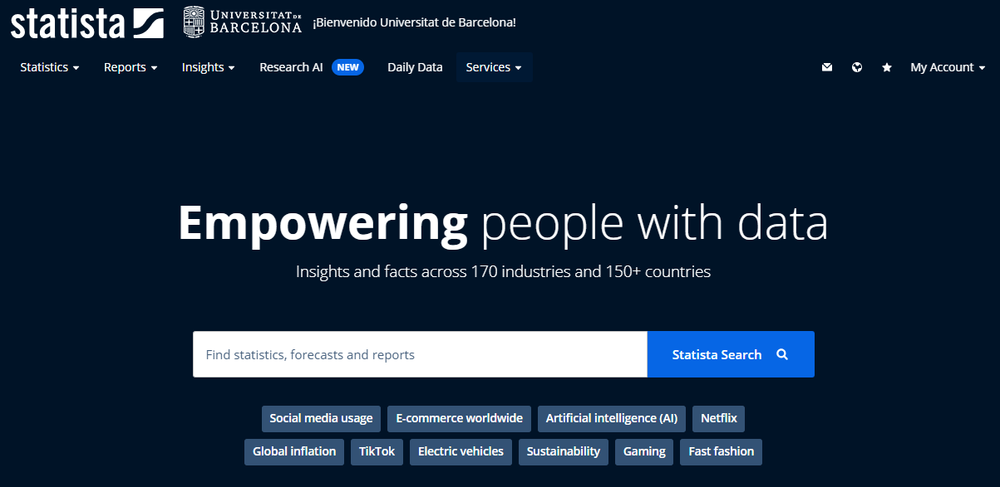 statista
UNIVERSITAT DE
BARCELONA
¡Bienvenido Universitat de Barcelona!
Statistics
Reports
Insights
Research AI
NEW
Daily Data
Services
My Account
Empowering people with data
Insights and facts across 170 industries and 150+ countries
Find statistics, forecasts and reports
Statista Search
Social media usage
E-commerce worldwide
Artificial intelligence (AI)
Netflix
Global inflation
TikTok
Electric vehicles
Sustainability
Gaming
Fast fashion